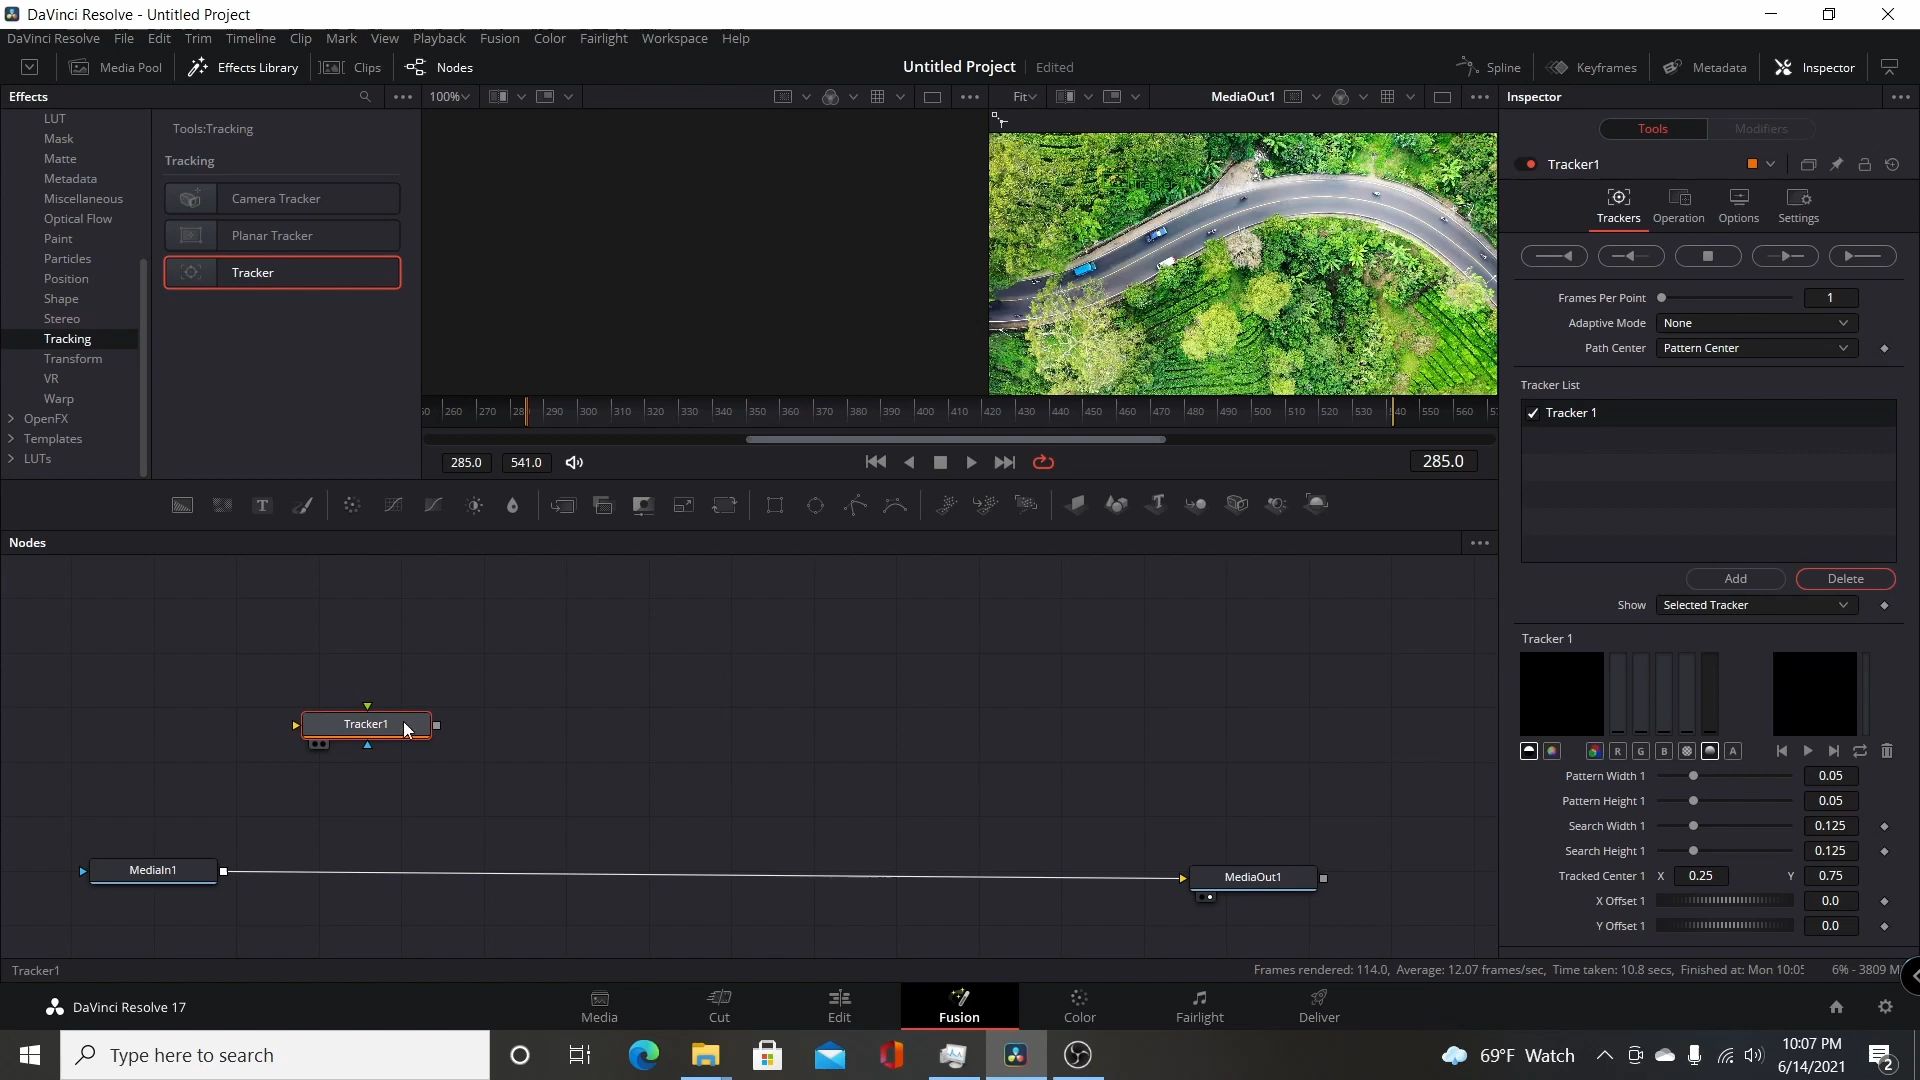 DaVinci Resolve - Untitled Project
DaVinci Resolve File Edit Trim Timeline Clip Mark View Playback Fusion Color Fairlight Workspace Help
Media Pool Effects Library Clips Nodes Untitled Project Edited Spline Keyframes Metadata Inspector
Effects 100% Fit MediaOut1 Inspector
LUT
Mask
Matte
Metadata
Miscellaneous
Optical Flow
Paint
Particles
Position
Shape
Stereo
Tracking
Transform
VR
Warp
OpenFX
Templates
LUTs
Tools:Tracking
Tracking
Camera Tracker
Planar Tracker
Tracker
260 270 28 290 300 310 320 330 340 350 360 370 380 390 400 410 420 430 440 450 460 470 480 490 500 510 520 530 40 550 560
285.0 541.0 285.0
Nodes
Tracker1
MediaIn1
MediaOut1
Tools Modifiers
Tracker1
Trackers Operation Options Settings
Frames Per Point 1
Adaptive Mode None
Path Center Pattern Center
Tracker List
Tracker 1
Add Delete
Show Selected Tracker
Tracker 1
R G B A
Pattern Width 1 0.05
Pattern Height 1 0.05
Search Width 1 0.125
Search Height 1 0.125
Tracked Center 1 X 0.25 Y 0.75
X Offset 1 0.0
Y Offset 1 0.0
Tracker1 Frames rendered: 114.0, Average: 12.07 frames/sec, Time taken: 10.8 secs, Finished at: Mon 10:05 6% - 3809 M
DaVinci Resolve 17 Media Cut Edit Fusion Color Fairlight Deliver
Type here to search 69°F Watch 10:07 PM
6/14/2021 2